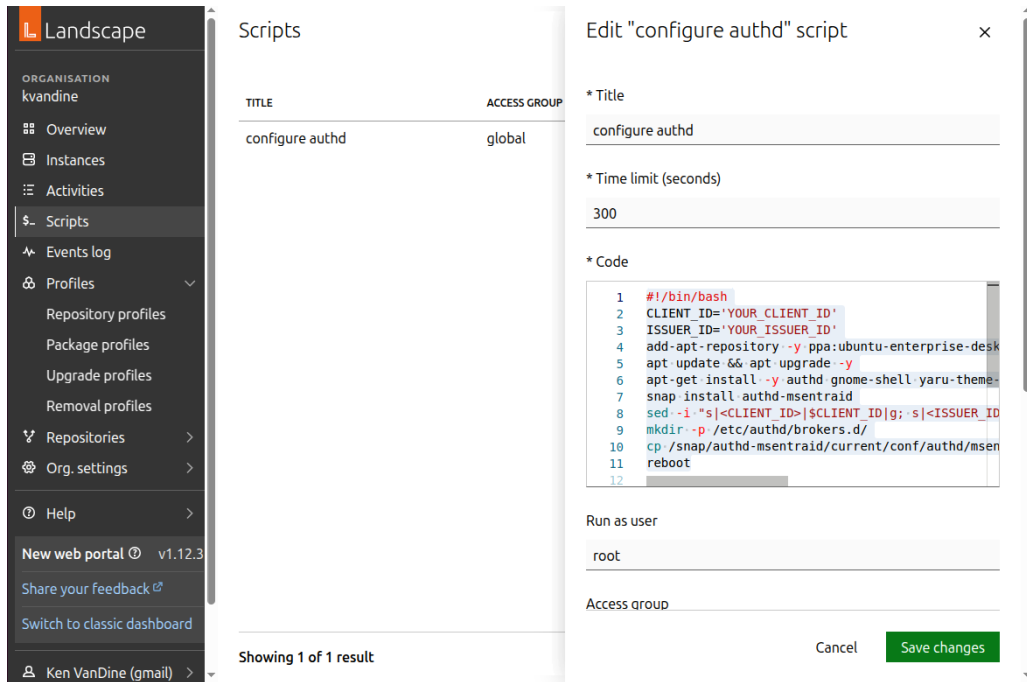 Landscape
ORGANISATION
kvandine
Overview
Instances
Activities
$_ Scripts
Events log
Profiles
Repository profiles
Package profiles
Upgrade profiles
Removal profiles
Repositories
Org. settings
Help
New web portal v1.12.3
Share your feedback
Switch to classic dashboard
Ken VanDine (gmail)
Scripts
TITLE ACCESS GROUP
configure authd global
Showing 1 of 1 result
Edit "configure authd" script
* Title
configure authd
* Time limit (seconds)
300
* Code
1 #!/bin/bash
2 CLIENT_ID='YOUR_CLIENT_ID'
3 ISSUER_ID='YOUR_ISSUER_ID'
4 add-apt-repository -y ppa:ubuntu-enterprise-desk
5 apt update && apt upgrade -y
6 apt-get install -y authd gnome-shell yaru-theme-
7 snap install authd-msentraid
8 sed -i "s|<CLIENT_ID>|$CLIENT_ID|g; s|<ISSUER_ID
9 mkdir -p /etc/authd/brokers.d/
10 cp /snap/authd-msentraid/current/conf/authd/msen
11 reboot
12
Run as user
root
Access group
Cancel Save changes